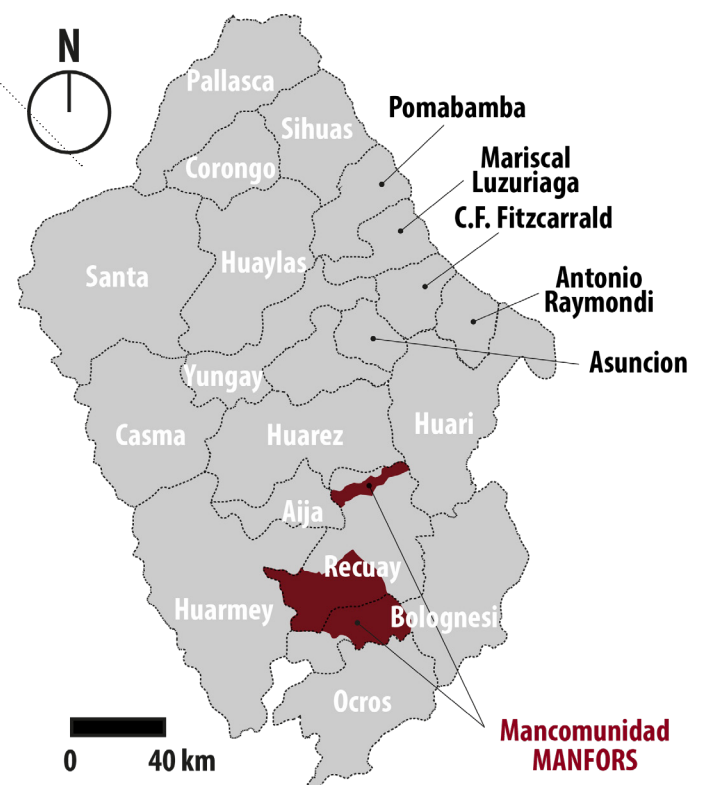 N
Pallasca
Pomabamba
Sihuas
Mariscal
Luzuriaga
Corongo
C.F. Fitzcarrald
Santa
Huaylas
Antonio
Raymondi
Asuncion
Yungay
Casma
Huarez
Huari
Aija
Recuay
Huarmey
Bolognesi
Ocros
Mancomunidad
MANFORS
0 40 km